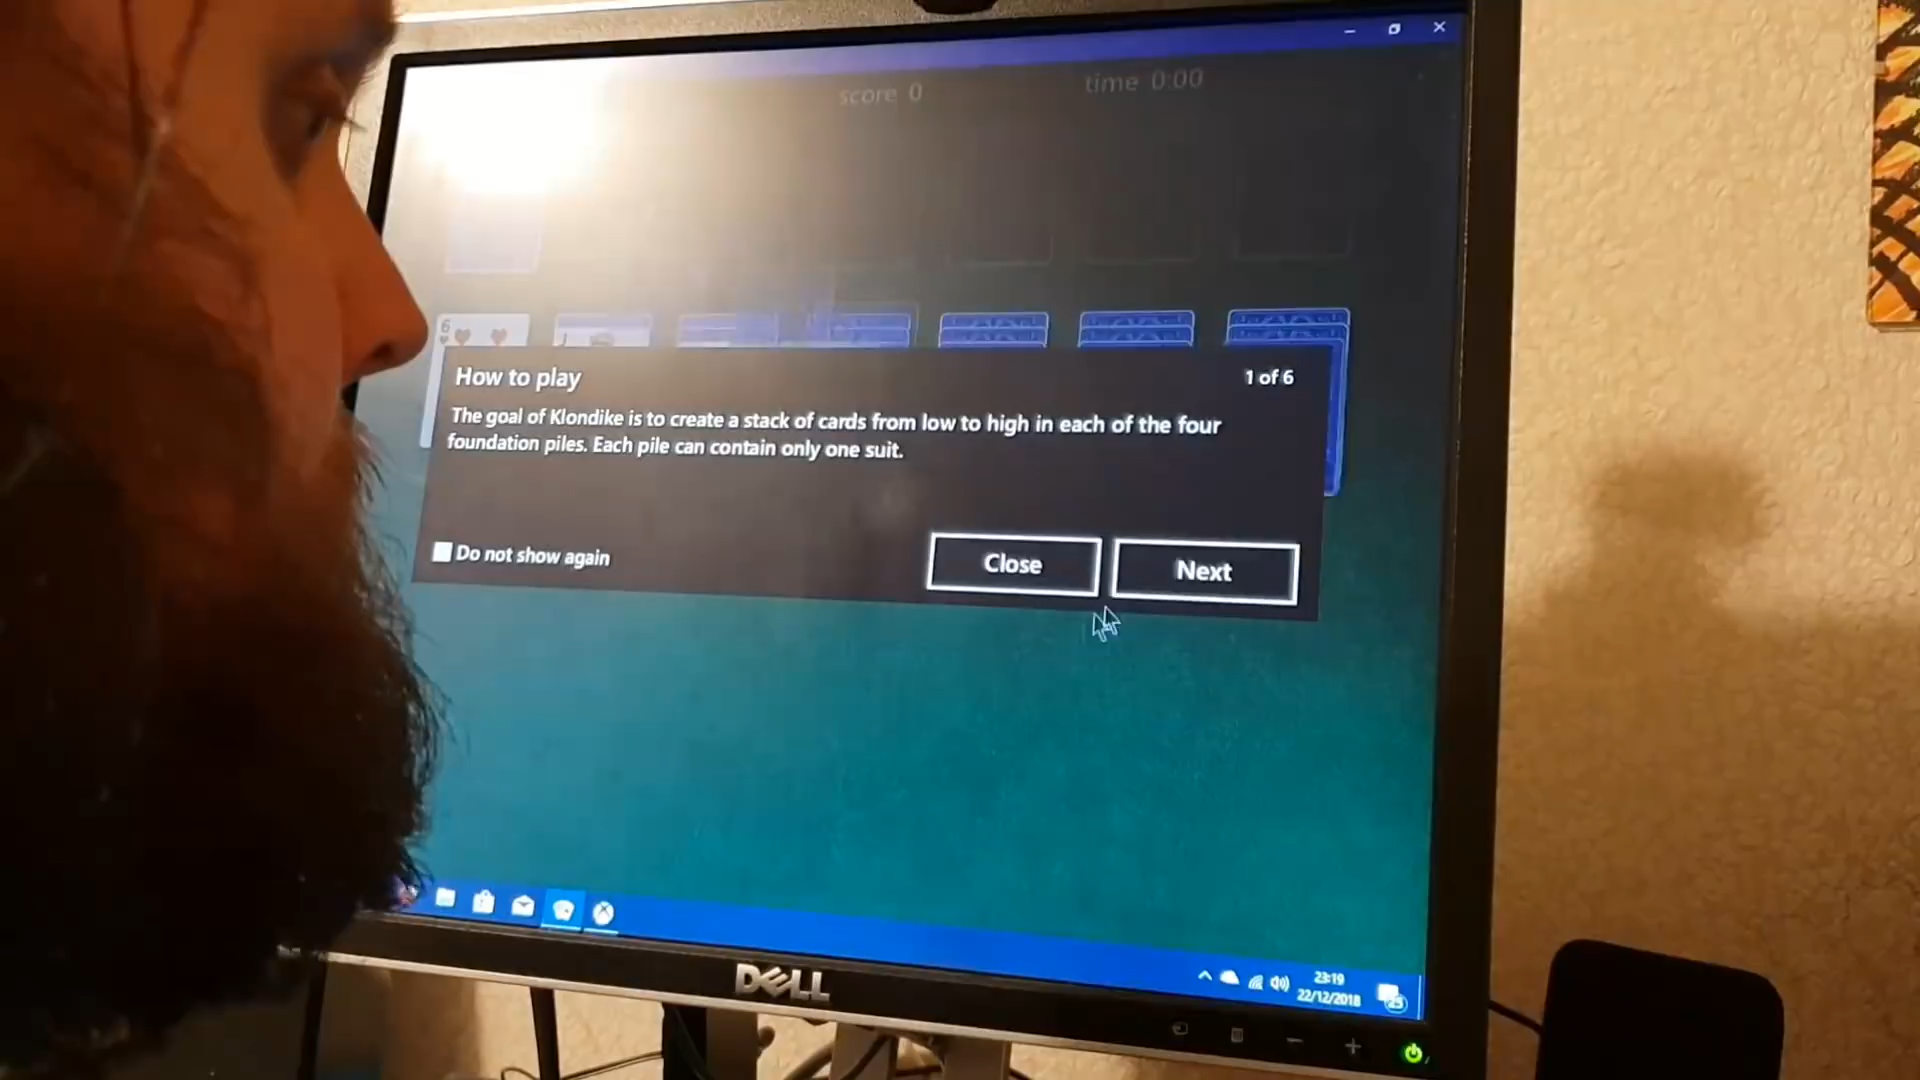 score 0
time 0:00
6
How to play
1 of 6
The goal of Klondike is to create a stack of cards from low to high in each of the four
foundation piles. Each pile can contain only one suit.
Do not show again
Close
Next
23:19
22/12/2018
25
DELL